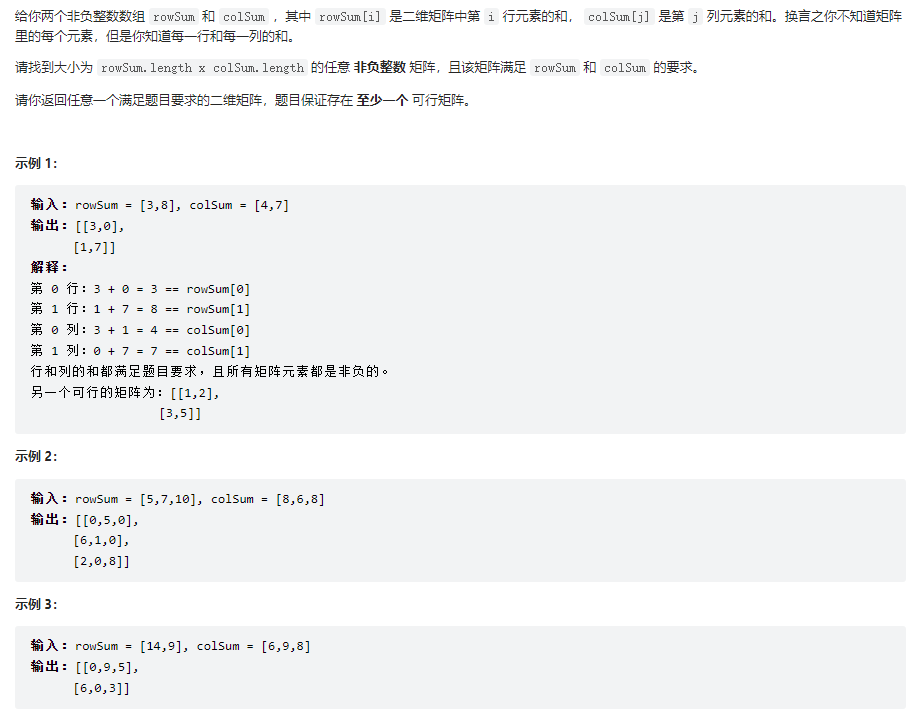 给你两个非负整数数组 rowSum 和 colSum ，其中 rowSum[i] 是二维矩阵中第 i 行元素的和， colSum[j] 是第 j 列元素的和。换言之你不知道矩阵
里的每个元素，但是你知道每一行和每一列的和。
请找到大小为 rowSum.length x colSum.length 的任意 非负整数 矩阵，且该矩阵满足 rowSum 和 colSum 的要求。
请你返回任意一个满足题目要求的二维矩阵，题目保证存在 至少一个 可行矩阵。
示例 1：
输入：rowSum = [3,8], colSum = [4,7]
输出：[[3,0],
[1,7]]
解释：
第 0 行：3 + 0 = 3 == rowSum[0]
第 1 行：1 + 7 = 8 == rowSum[1]
第 0 列：3 + 1 = 4 == colSum[0]
第 1 列：0 + 7 = 7 == colSum[1]
行和列的和都满足题目要求，且所有矩阵元素都是非负的。
另一个可行的矩阵为：[[1,2],
[3,5]]
示例 2：
输入：rowSum = [5,7,10], colSum = [8,6,8]
输出：[[0,5,0],
[6,1,0],
[2,0,8]]
示例 3：
输入：rowSum = [14,9], colSum = [6,9,8]
输出：[[0,9,5],
[6,0,3]]